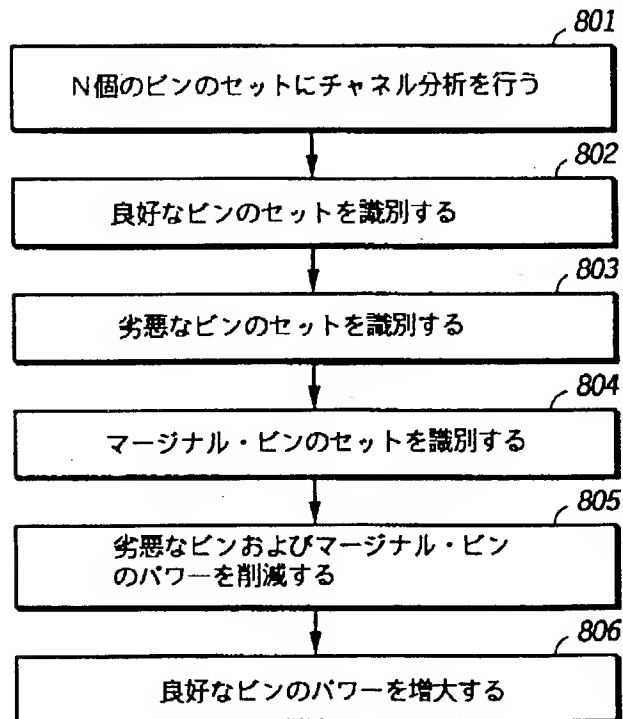 801
N個のビンのセットにチャネル分析を行う
802
良好なビンのセットを識別する
803
劣悪なビンのセットを識別する
804
マージナル・ビンのセットを識別する
805
劣悪なビンおよびマージナル・ビン
のパワーを削減する
806
良好なビンのパワーを増大する